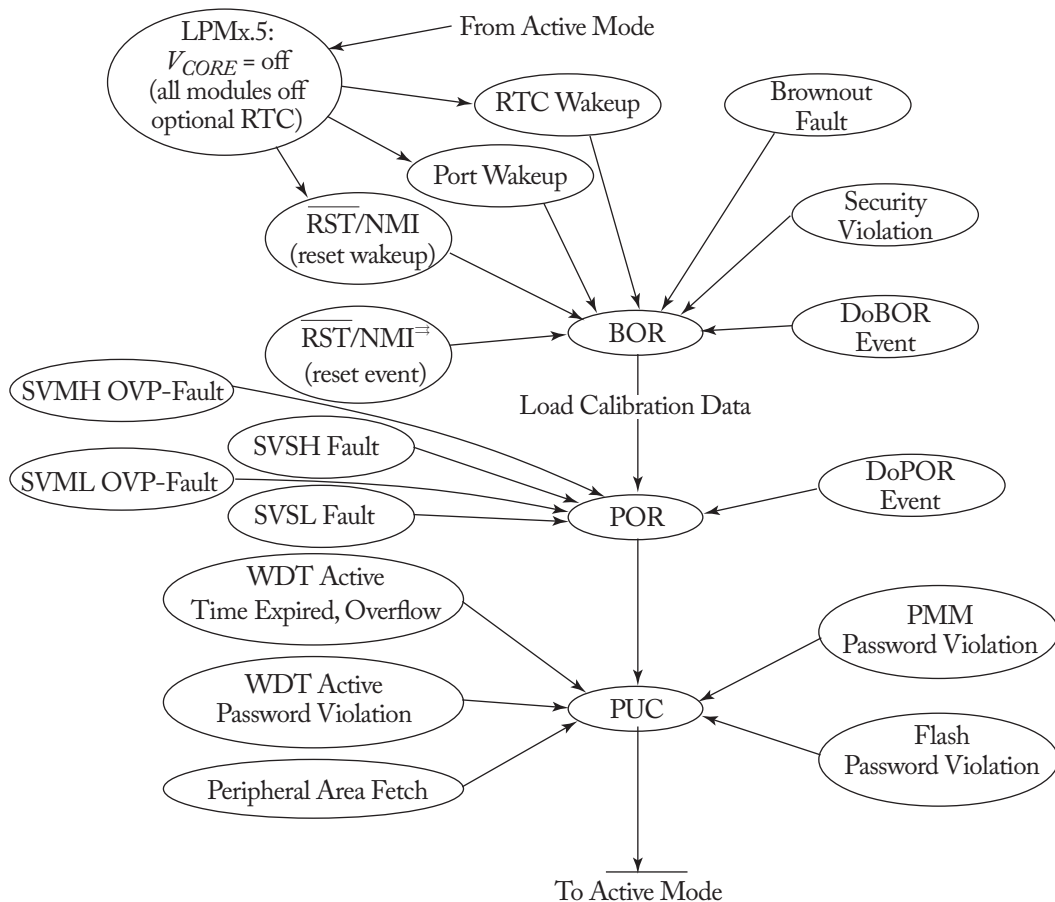 LPMx.5:
V_CORE = off
(all modules off
optional RTC)
From Active Mode
RTC Wakeup
Brownout
Fault
Port Wakeup
Security
Violation
R̅S̅T̅/NMI
(reset wakeup)
R̅S̅T̅/NMI⇉
(reset event)
BOR
DoBOR
Event
SVMH OVP-Fault
Load Calibration Data
SVSH Fault
SVML OVP-Fault
SVSL Fault
POR
DoPOR
Event
WDT Active
Time Expired, Overflow
PMM
Password Violation
WDT Active
Password Violation
PUC
Flash
Password Violation
Peripheral Area Fetch
To Active Mode